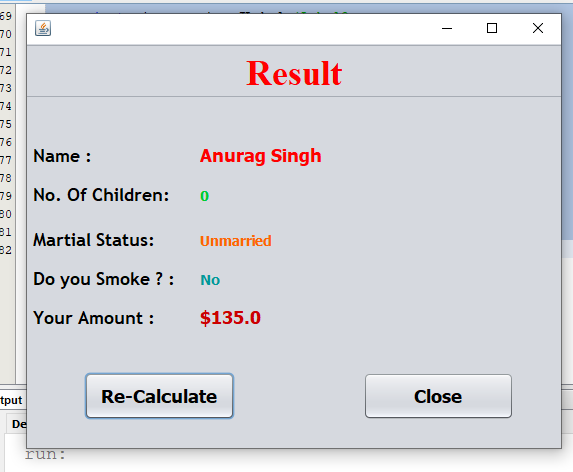 69
70
71
72
73
74
75
76
77
78
79
80
81
82
Result
Name : Anurag Singh
No. Of Children: 0
Martial Status: Unmarried
Do you Smoke ? : No
Your Amount : $135.0
Re-Calculate Close
tput
De
run: